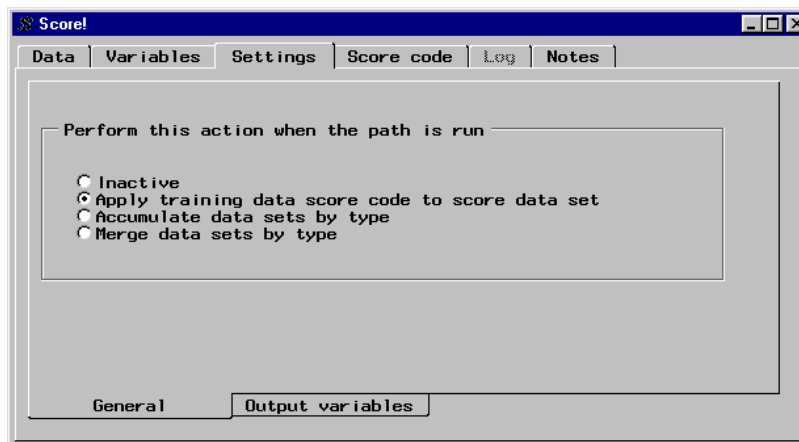 Score!
Data Variables Settings Score code Log Notes
Perform this action when the path is run
Inactive
Apply training data score code to score data set
Accumulate data sets by type
Merge data sets by type
General Output variables